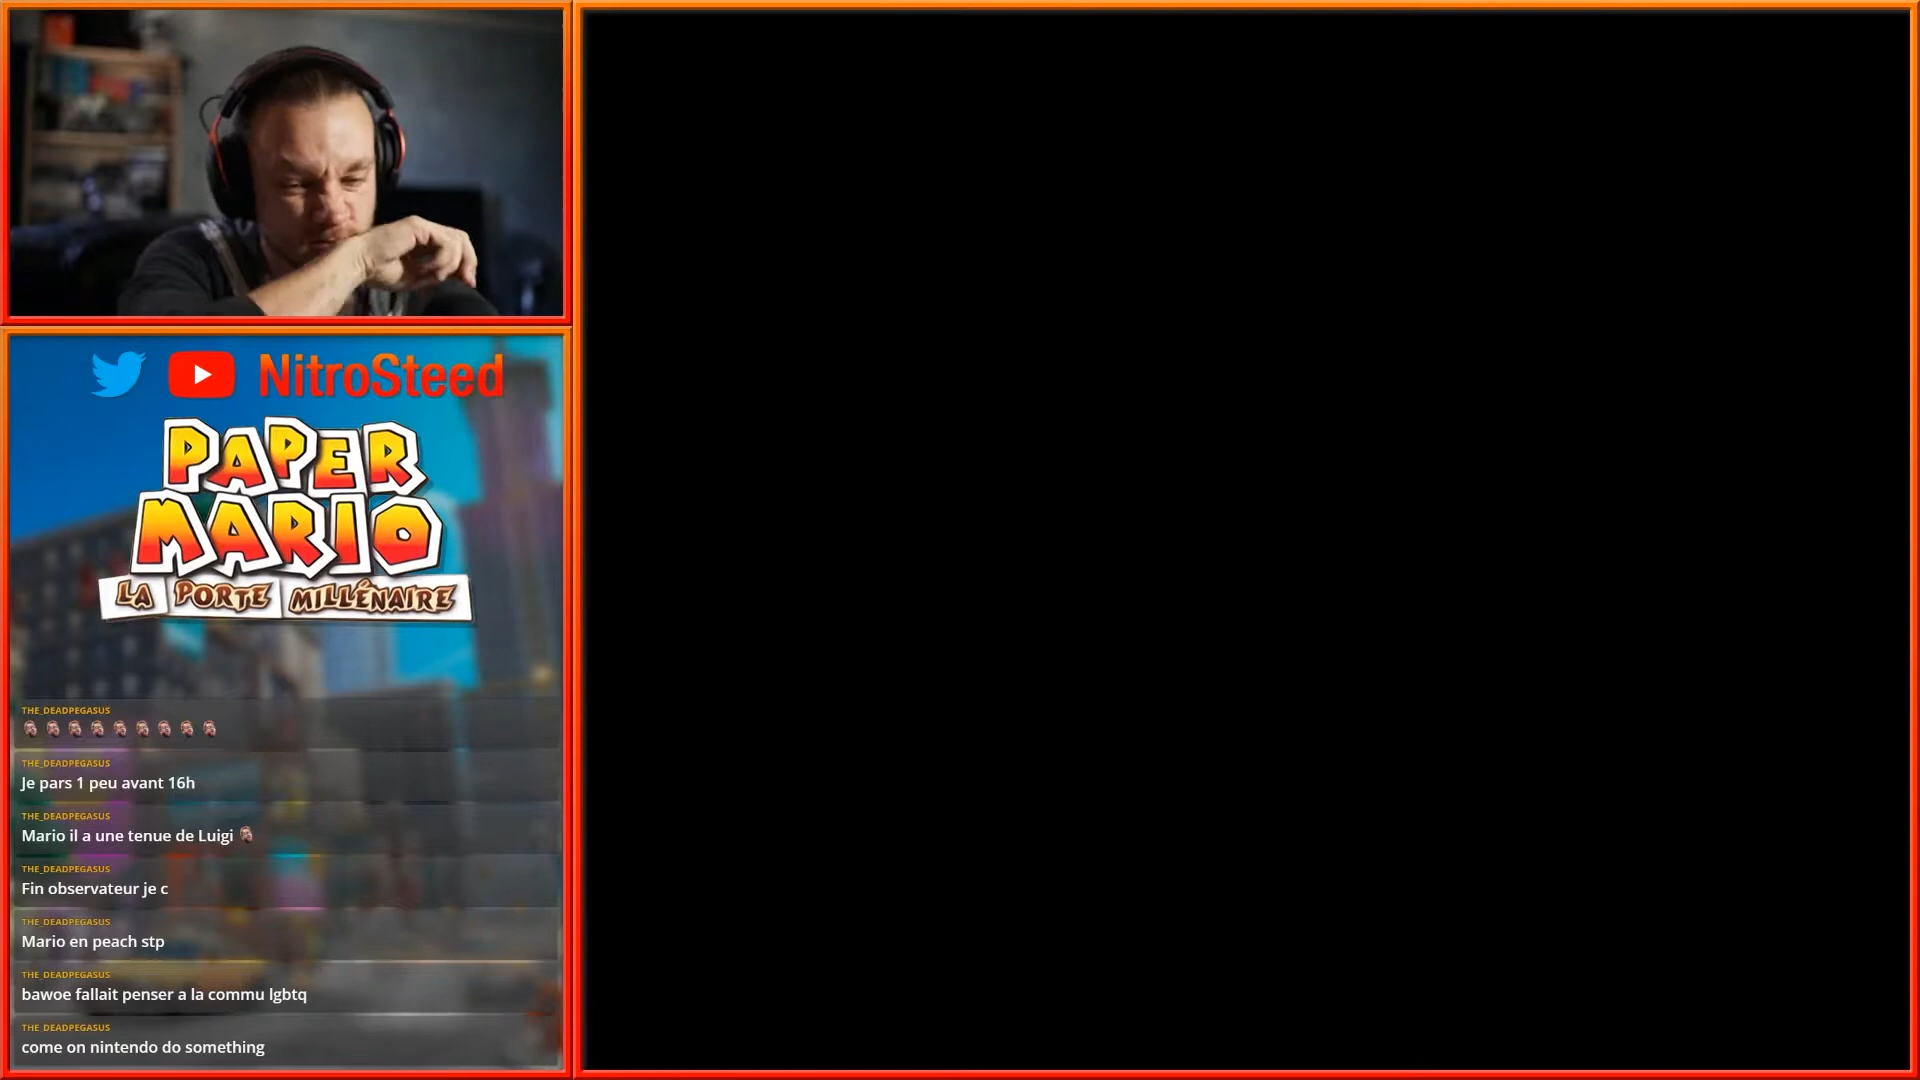 NitroSteed
PAPER
MARIO
LA PORTE MILLÉNAIRE
THE_DEADPEGASUS
THE_DEADPEGASUS
Je pars 1 peu avant 16h
THE_DEADPEGASUS
Mario il a une tenue de Luigi
THE_DEADPEGASUS
Fin observateur je c
THE_DEADPEGASUS
Mario en peach stp
THE_DEADPEGASUS
bawoe fallait penser a la commu lgbtq
THE_DEADPEGASUS
come on nintendo do something